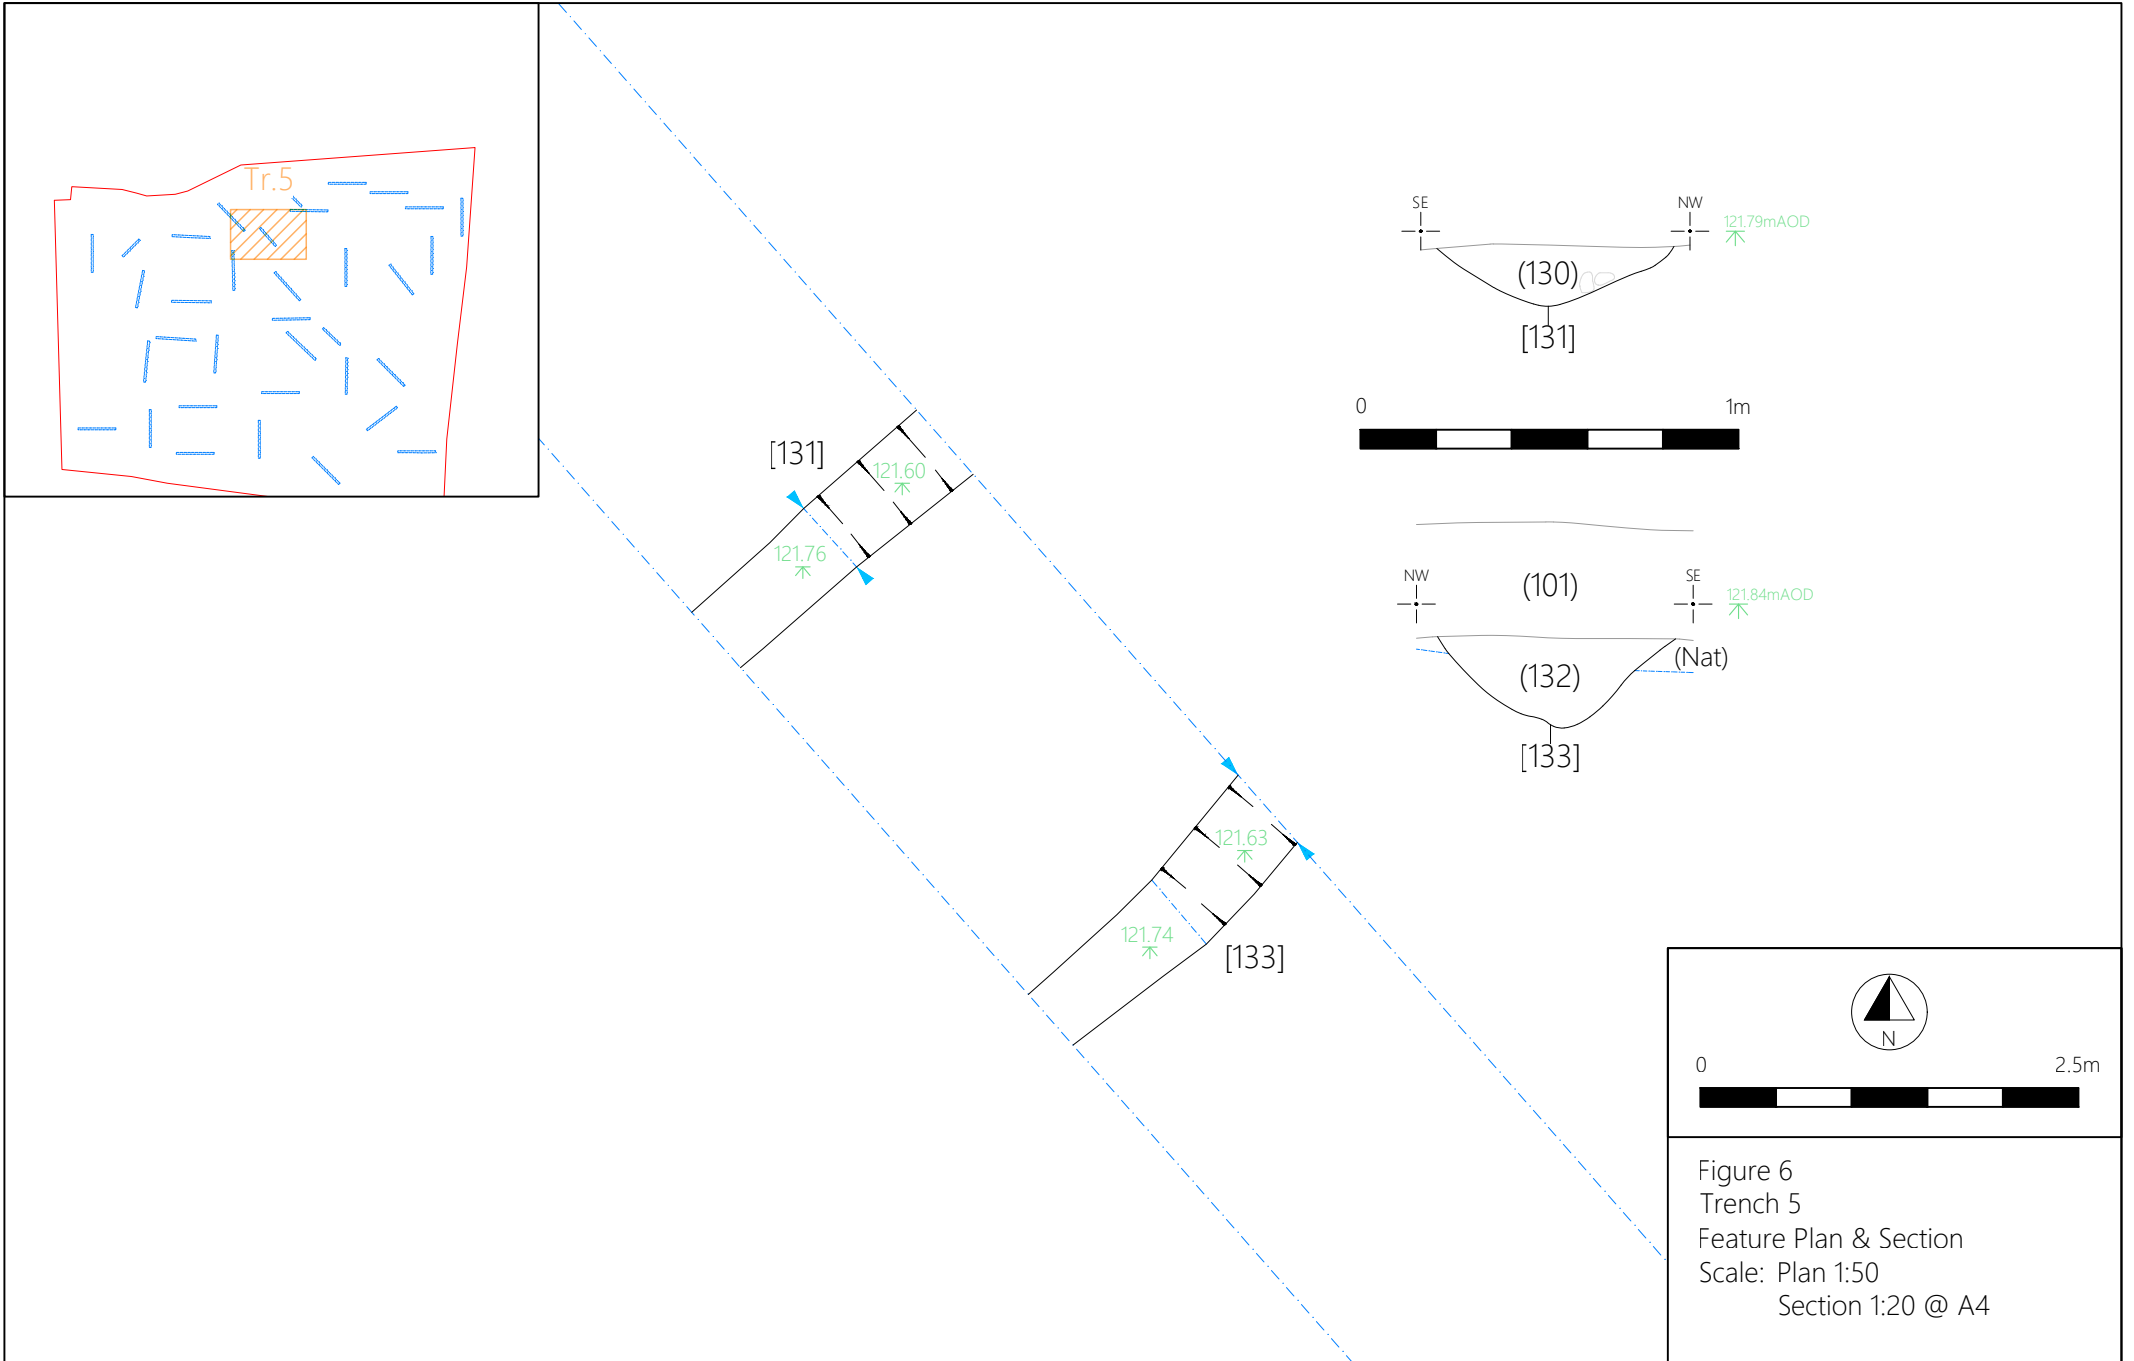 Tr.5
[131]
121.60
121.76
121.63
121.74
[133]
SE
NW
121.79mAOD
(130)
[131]
0
1m
(101)
NW
SE
121.84mAOD
(Nat)
(132)
[133]
N
0
2.5m
Figure 6
Trench 5
Feature Plan & Section
Scale: Plan 1:50
Section 1:20 @ A4